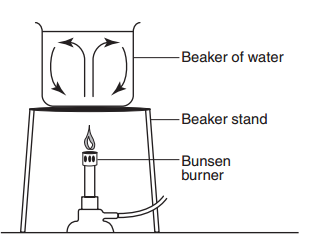 Beaker of water
Beaker stand
Bunsen
burner